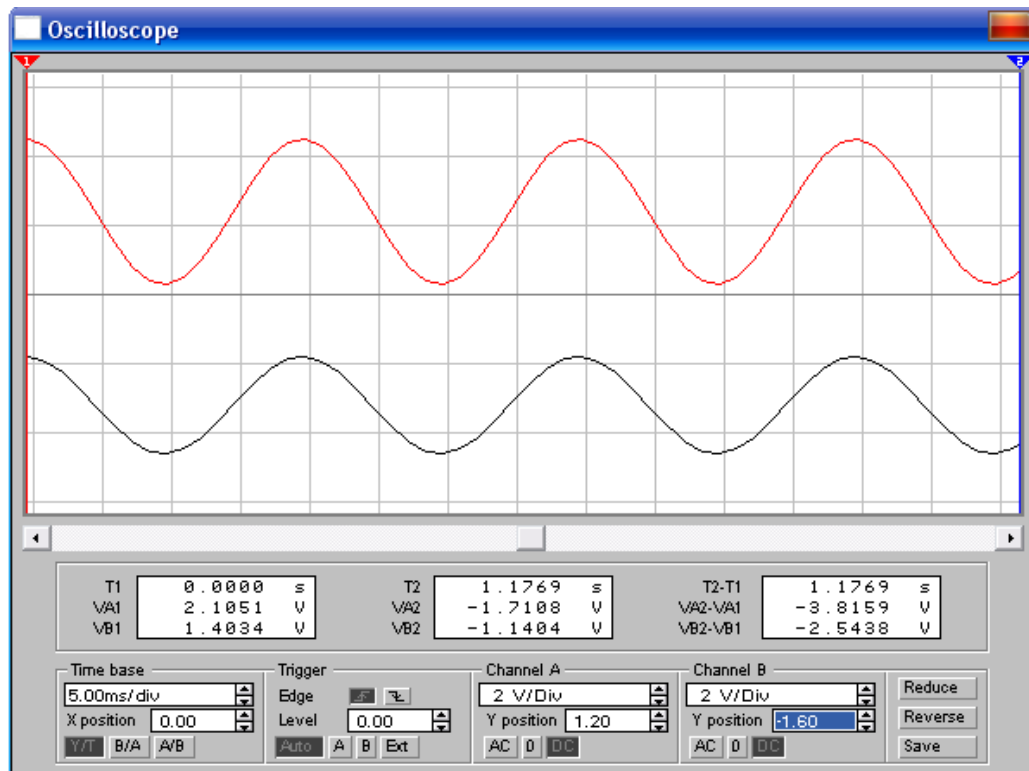 Oscilloscope
1 2
T1 0.0000 s T2 1.1769 s T2-T1 1.1769 s
VA1 2.1051 V VA2 -1.7108 V VA2-VA1 -3.8159 V
VB1 1.4034 V VB2 -1.1404 V VB2-VB1 -2.5438 V
Time base Trigger Channel A Channel B
5.00ms/div Edge 2 V/Div 2 V/Div Reduce
X position 0.00 Level 0.00 Y position 1.20 Y position -1.60 Reverse
Y/T B/A A/B Auto A B Ext AC 0 DC AC 0 DC Save